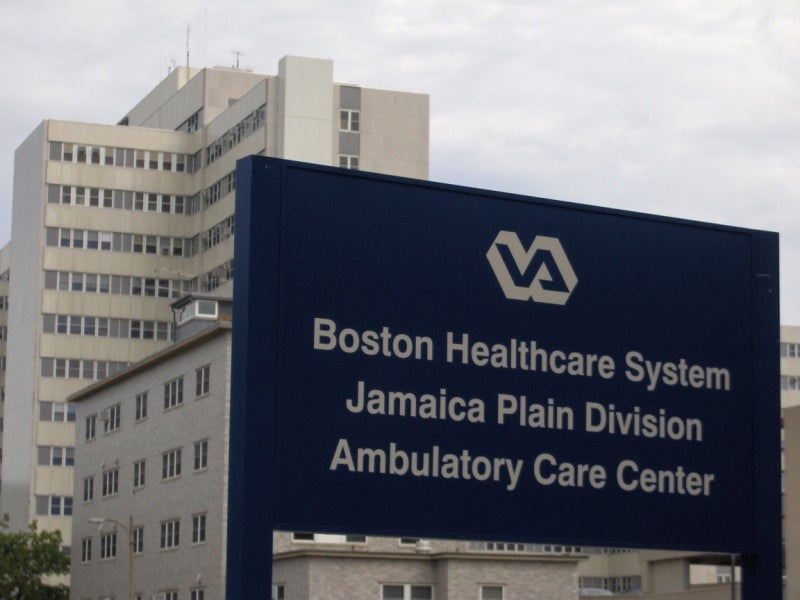 VA
Boston Healthcare System
Jamaica Plain Division
Ambulatory Care Center